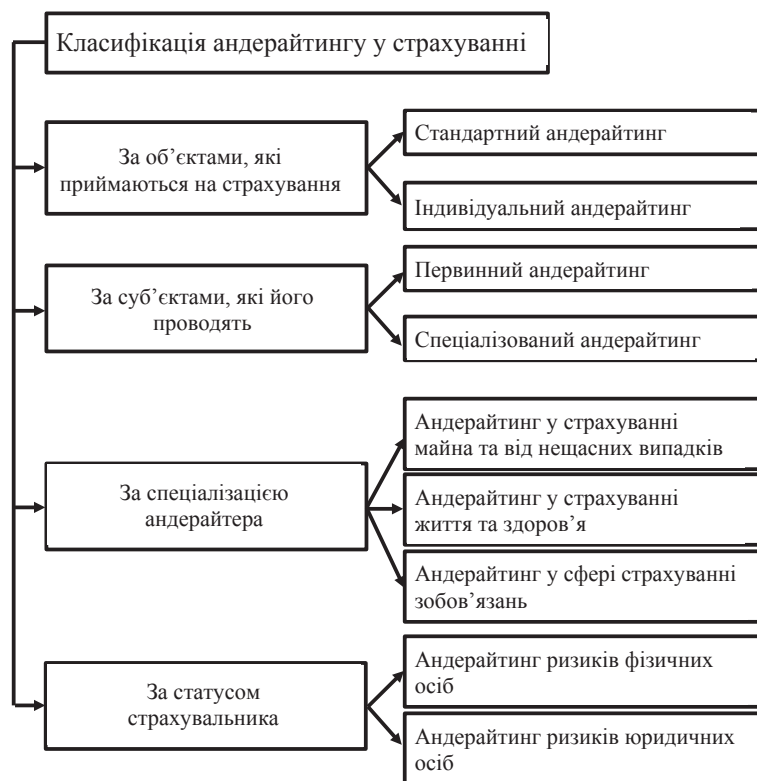 Класифікація андерайтингу у страхуванні
За об’єктами, які
приймаються на страхування
Стандартний андерайтинг
Індивідуальний андерайтинг
За суб’єктами, які його
проводять
Первинний андерайтинг
Спеціалізований андерайтинг
За спеціалізацією
андерайтера
Андерайтинг у страхуванні
майна та від нещасних випадків
Андерайтинг у страхуванні
життя та здоров’я
Андерайтинг у сфері страхуванні
зобов’язань
За статусом
страхувальника
Андерайтинг ризиків фізичних
осіб
Андерайтинг ризиків юридичних
осіб